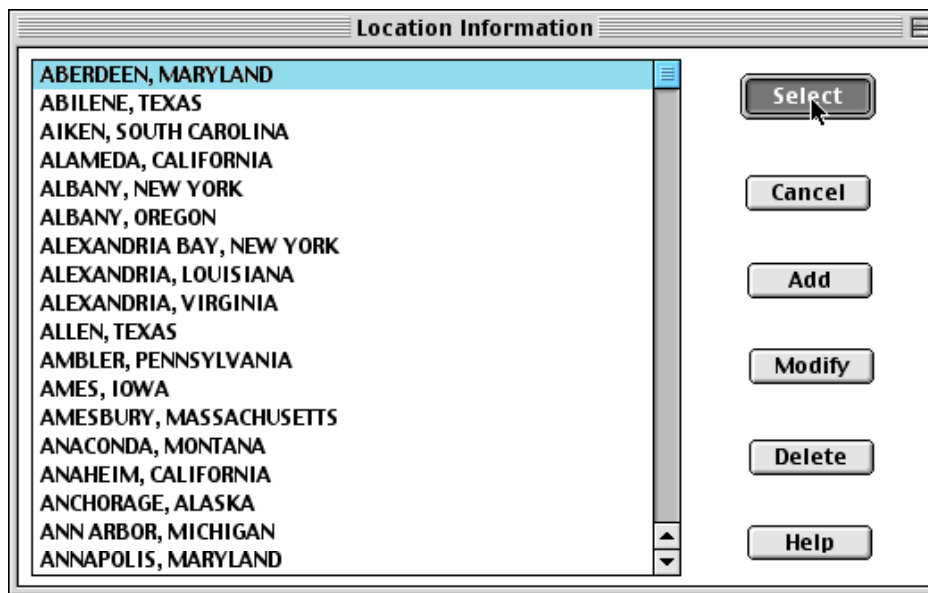 Location Information
ABERDEEN, MARYLAND
ABILENE, TEXAS
AIKEN, SOUTH CAROLINA
ALAMEDA, CALIFORNIA
ALBANY, NEW YORK
ALBANY, OREGON
ALEXANDRIA BAY, NEW YORK
ALEXANDRIA, LOUISIANA
ALEXANDRIA, VIRGINIA
ALLEN, TEXAS
AMBLER, PENNSYLVANIA
AMES, IOWA
AMESBURY, MASSACHUSETTS
ANACONDA, MONTANA
ANAHEIM, CALIFORNIA
ANCHORAGE, ALASKA
ANN ARBOR, MICHIGAN
ANNAPOLIS, MARYLAND
Select
Cancel
Add
Modify
Delete
Help